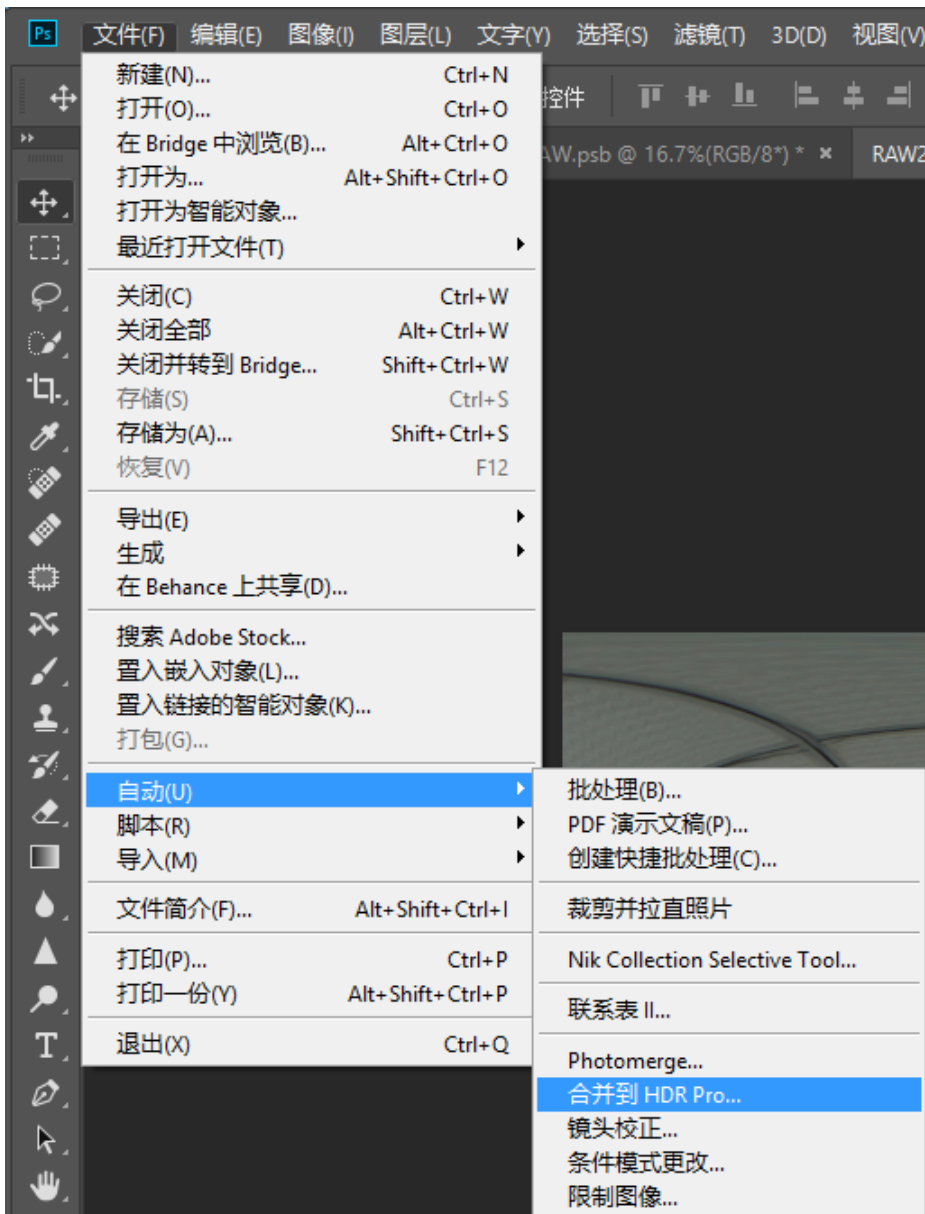 Ps 文件(F) 编辑(E) 图像(I) 图层(L) 文字(Y) 选择(S) 滤镜(T) 3D(D) 视图(V)
控件
AW.psb @ 16.7%(RGB/8*) * × RAW2
新建(N)... Ctrl+N
打开(O)... Ctrl+O
在 Bridge 中浏览(B)... Alt+Ctrl+O
打开为... Alt+Shift+Ctrl+O
打开为智能对象...
最近打开文件(T)
关闭(C) Ctrl+W
关闭全部 Alt+Ctrl+W
关闭并转到 Bridge... Shift+Ctrl+W
存储(S) Ctrl+S
存储为(A)... Shift+Ctrl+S
恢复(V) F12
导出(E)
生成
在 Behance 上共享(D)...
搜索 Adobe Stock...
置入嵌入对象(L)...
置入链接的智能对象(K)...
打包(G)...
自动(U)
脚本(R)
导入(M)
文件简介(F)... Alt+Shift+Ctrl+I
打印(P)... Ctrl+P
打印一份(Y) Alt+Shift+Ctrl+P
退出(X) Ctrl+Q
批处理(B)...
PDF 演示文稿(P)...
创建快捷批处理(C)...
裁剪并拉直照片
Nik Collection Selective Tool...
联系表 II...
Photomerge...
合并到 HDR Pro...
镜头校正...
条件模式更改...
限制图像...